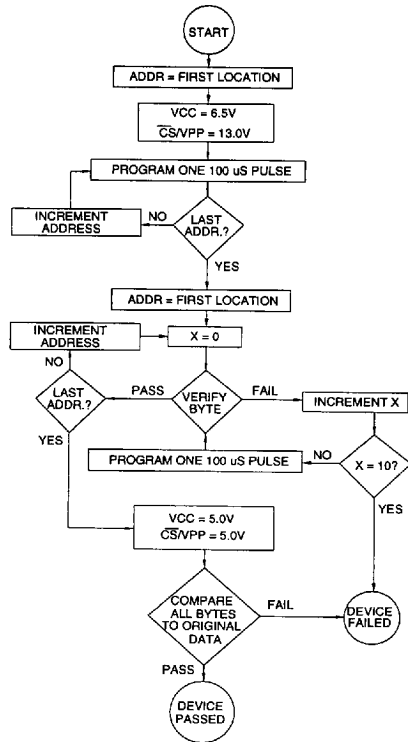 START
ADDR = FIRST LOCATION
VCC = 6.5V
CS/VPP = 13.0V
PROGRAM ONE 100 uS PULSE
INCREMENT
ADDRESS
NO
LAST
ADDR.?
YES
ADDR = FIRST LOCATION
INCREMENT
ADDRESS
X = 0
NO
LAST
ADDR.?
PASS
VERIFY
BYTE
FAIL
INCREMENT X
YES
PROGRAM ONE 100 uS PULSE
NO
X = 10?
YES
VCC = 5.0V
CS/VPP = 5.0V
COMPARE
ALL BYTES
TO ORIGINAL
DATA
FAIL
DEVICE
FAILED
PASS
DEVICE
PASSED